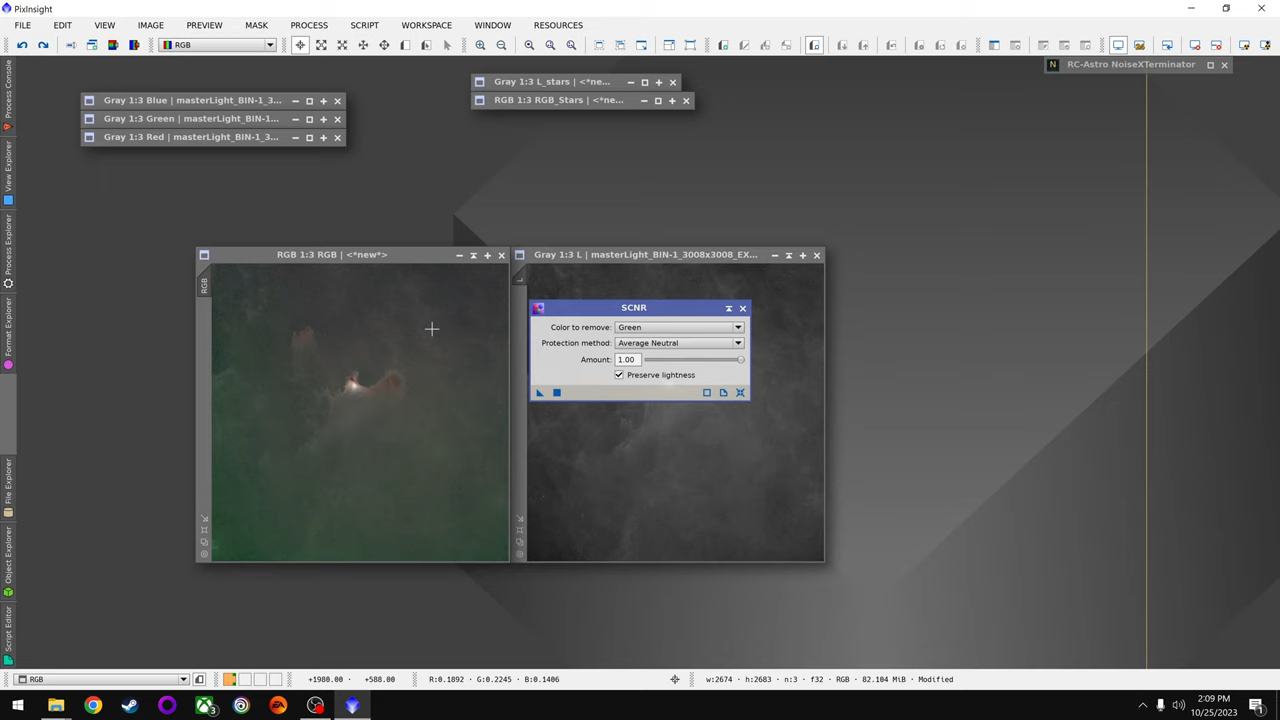 PixInsight
FILE EDIT VIEW IMAGE PROCESS PREVIEW MASK SCRIPT WORKSPACE WINDOW RESOURCES
RGB
N RC-Astro NoiseXTerminator
Process Console
View Explorer
Process Explorer
Format Explorer
File Explorer
Object Explorer
Script Editor
Gray 1:3 L_stars | <*ne...
RGB 1:3 RGB_Stars | <*ne...
Gray 1:3 Blue | masterLight_BIN-1_3...
Gray 1:3 Green | masterLight_BIN-1...
Gray 1:3 Red | masterLight_BIN-1_3...
RGB 1:3 RGB | <*new*>
RGB
Gray 1:3 L | masterLight_BIN-1_3008x3008_EX...
L
SCNR
Color to remove: Green
Protection method: Average Neutral
Amount: 1.00
Preserve lightness
RGB
+1980.00 +588.00
R:0.1892 · G:0.2245 · B:0.1406
w:2674 · h:2683 · n:3 · f32 · RGB · 82.104 MiB · Modified
3
EA
2:09 PM
10/25/2023
1